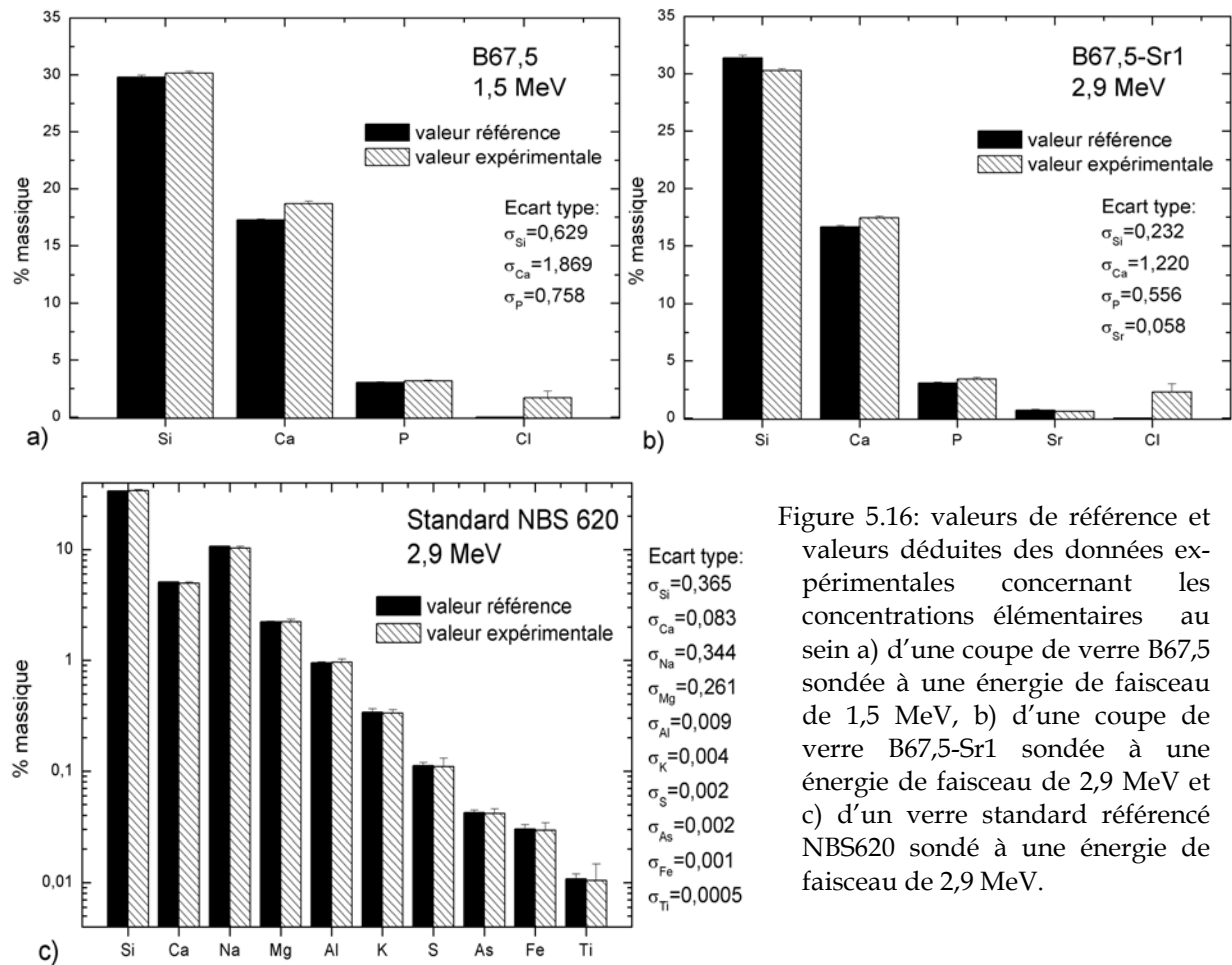 35
30
25
20
15
10
5
0
% massique
B67,5
1,5 MeV
valeur référence
valeur expérimentale
Ecart type:
σSi=0,629
σCa=1,869
σP=0,758
Si Ca P Cl
a)
35
30
25
20
15
10
5
0
% massique
B67,5-Sr1
2,9 MeV
valeur référence
valeur expérimentale
Ecart type:
σSi=0,232
σCa=1,220
σP=0,556
σSr=0,058
Si Ca P Sr Cl
b)
10
1
0,1
0,01
% massique
Standard NBS 620
2,9 MeV
valeur référence
valeur expérimentale
Ecart type:
σSi=0,365
σCa=0,083
σNa=0,344
σMg=0,261
σAl=0,009
σK=0,004
σS=0,002
σAs=0,002
σFe=0,001
σTi=0,0005
Si Ca Na Mg Al K S As Fe Ti
c)
Figure 5.16: valeurs de référence et
valeurs déduites des données ex-
périmentales concernant les
concentrations élémentaires au
sein a) d'une coupe de verre B67,5
sondée à une énergie de faisceau
de 1,5 MeV, b) d'une coupe de
verre B67,5-Sr1 sondée à une
énergie de faisceau de 2,9 MeV et
c) d'un verre standard référencé
NBS620 sondé à une énergie de
faisceau de 2,9 MeV.